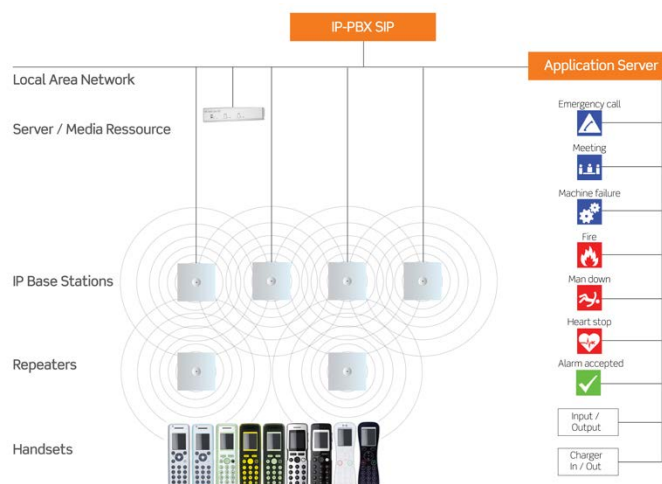 IP-PBX SIP
Application Server
Local Area Network
Server / Media Ressource
IP Base Stations
Repeaters
Handsets
Emergency call
Meeting
Machine failure
Fire
Man down
Heart stop
Alarm accepted
Input /
Output
Charger
In / Out